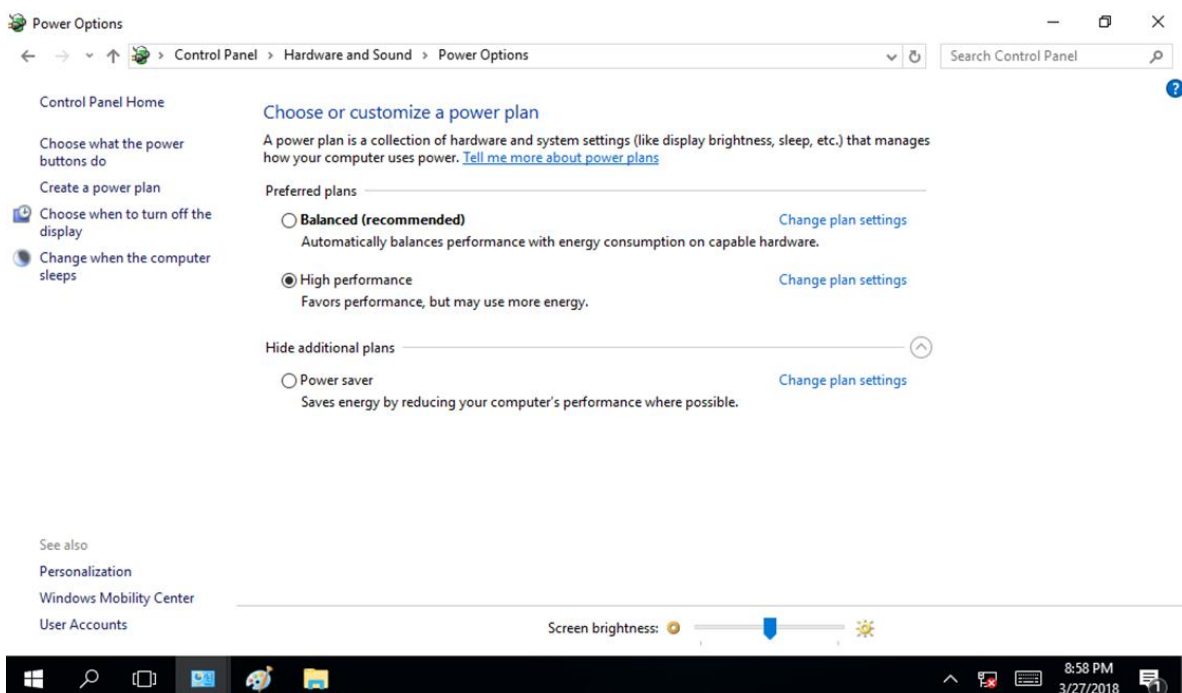 Power Options
Control Panel > Hardware and Sound > Power Options
Search Control Panel
Control Panel Home
Choose what the power
buttons do
Create a power plan
Choose when to turn off the
display
Change when the computer
sleeps
Choose or customize a power plan
A power plan is a collection of hardware and system settings (like display brightness, sleep, etc.) that manages
how your computer uses power. Tell me more about power plans
Preferred plans
Balanced (recommended) Change plan settings
Automatically balances performance with energy consumption on capable hardware.
High performance Change plan settings
Favors performance, but may use more energy.
Hide additional plans
Power saver Change plan settings
Saves energy by reducing your computer's performance where possible.
See also
Personalization
Windows Mobility Center
User Accounts
Screen brightness:
8:58 PM
3/27/2018
1